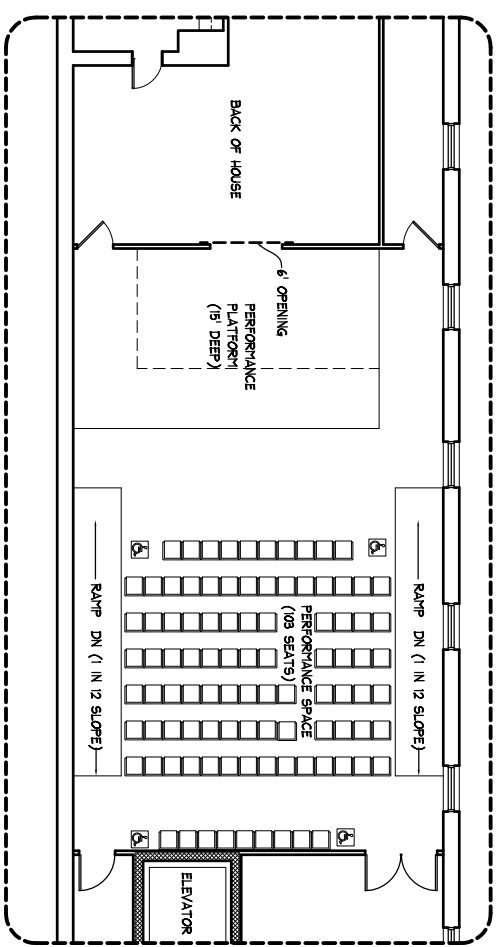 BACK OF HOUSE
6' OPENING
PERFORMANCE
PLATFORM
(15' DEEP)
RAMP DN (1 IN 12 SLOPE)
PERFORMANCE SPACE
(103 SEATS)
RAMP DN (1 IN 12 SLOPE)
ELEVATOR